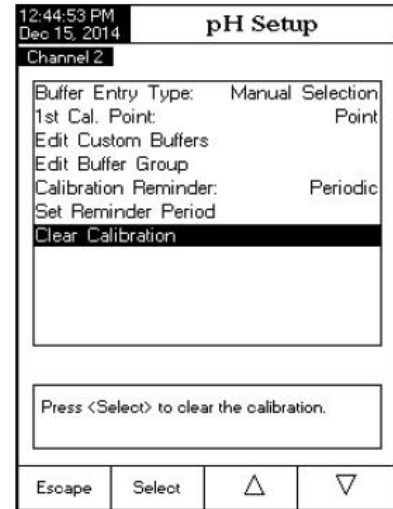 12:44:53 PM
Dec 15, 2014
pH Setup
Channel 2
Buffer Entry Type: Manual Selection
1st Cal. Point: Point
Edit Custom Buffers
Edit Buffer Group
Calibration Reminder: Periodic
Set Reminder Period
Clear Calibration
Press <Select> to clear the calibration.
Escape Select △ ▽